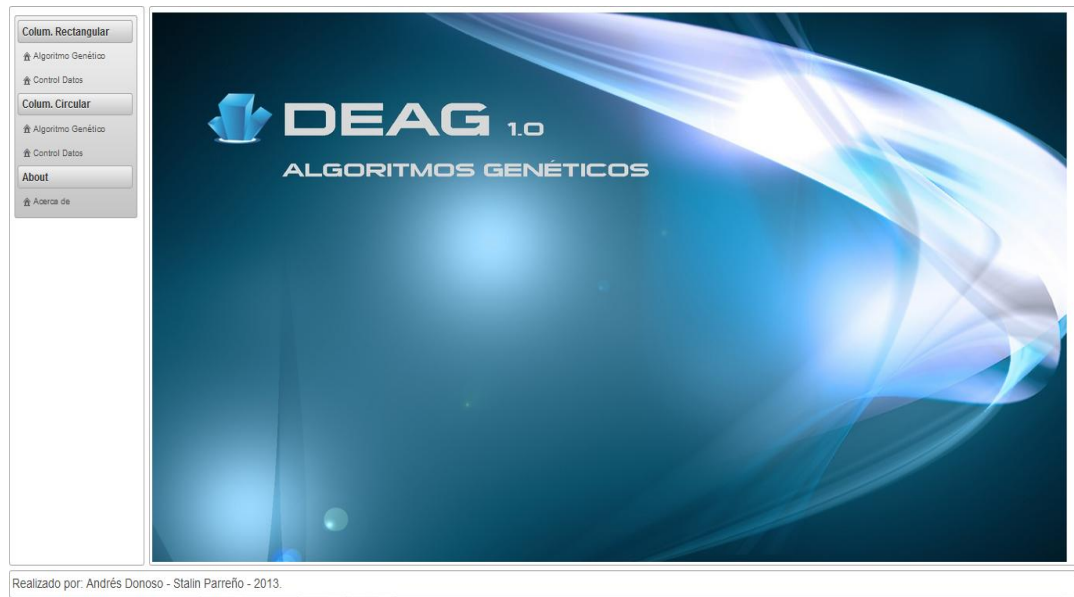 Colum. Rectangular
Algoritmo Genético
Control Datos
Colum. Circular
Algoritmo Genético
Control Datos
About
Acerca de
DEAG 1.0
ALGORITMOS GENÉTICOS
Realizado por: Andrés Donoso - Stalin Parreño - 2013.